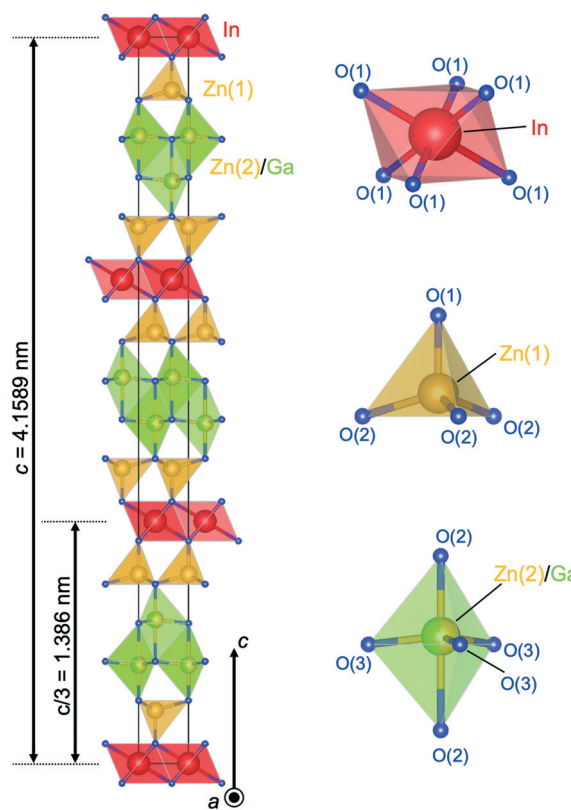 In
Zn(1)
Zn(2)/Ga
c = 4.1589 nm
c/3 = 1.386 nm
c
a
O(1)
O(1)
O(1)
In
O(1)
O(1)
O(1)
O(1)
Zn(1)
O(2)
O(2)
O(2)
O(2)
Zn(2)/Ga
O(3)
O(3)
O(3)
O(2)